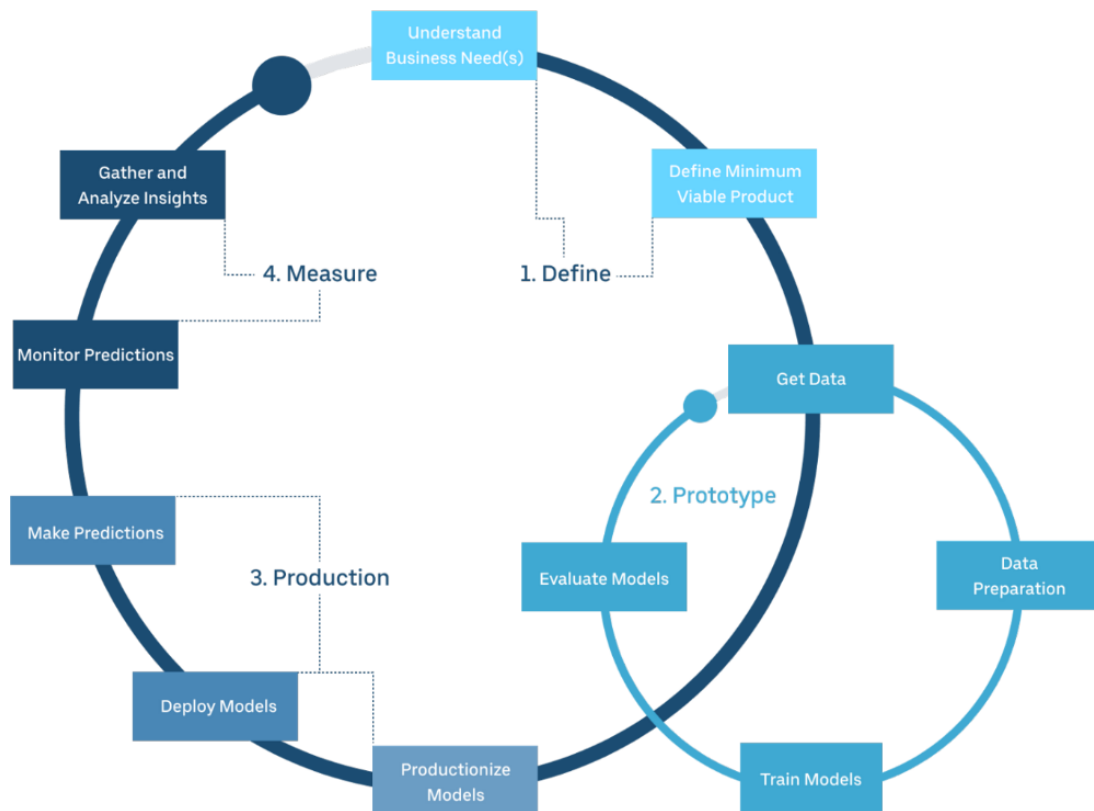 Understand
Business Need(s)
Gather and
Analyze Insights
Define Minimum
Viable Product
4. Measure
1. Define
Monitor Predictions
Get Data
2. Prototype
Make Predictions
3. Production
Evaluate Models
Data
Preparation
Deploy Models
Productionize
Models
Train Models